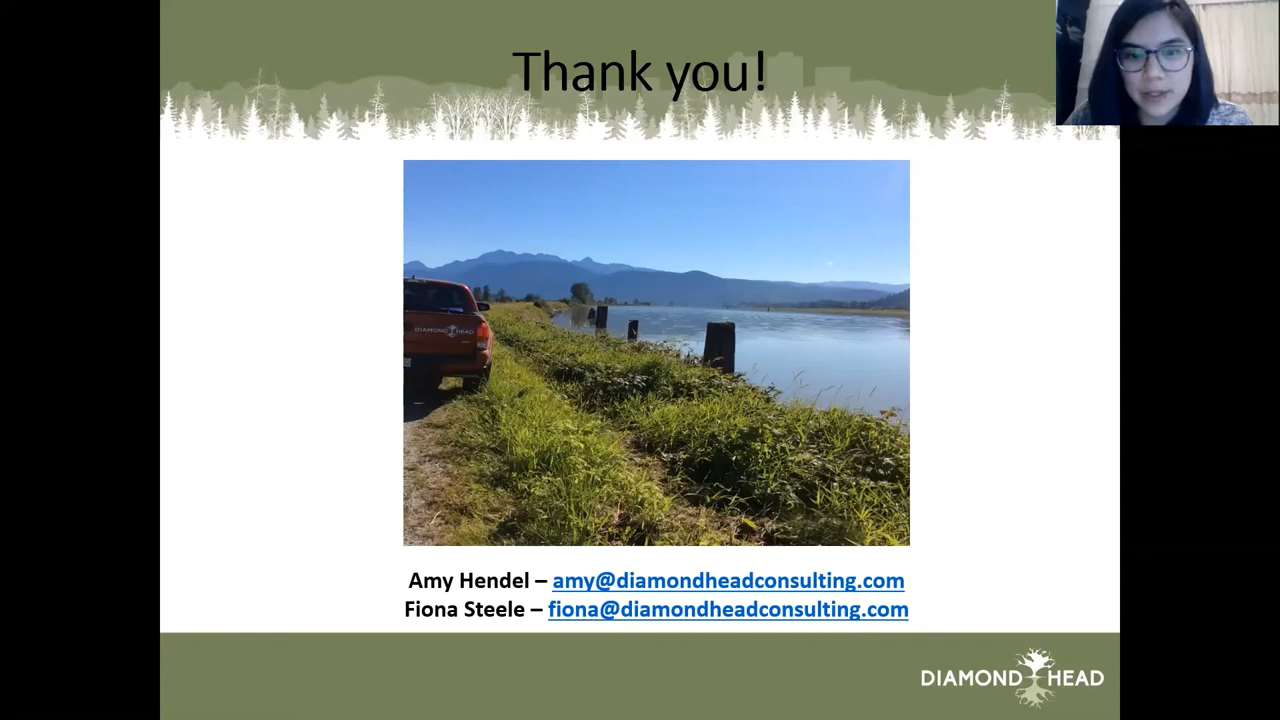 Thank you!
DIAMOND HEAD
Amy Hendel – amy@diamondheadconsulting.com
Fiona Steele – fiona@diamondheadconsulting.com
DIAMOND HEAD